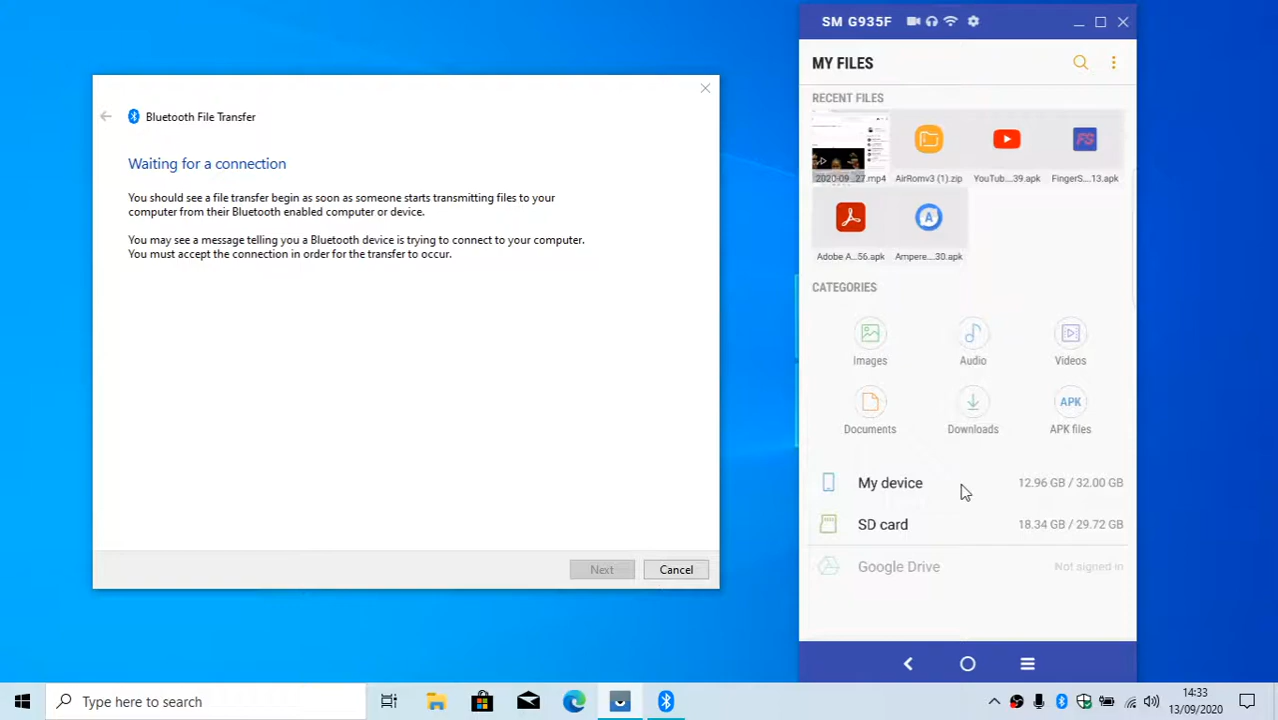 Bluetooth File Transfer
Waiting for a connection
You should see a file transfer begin as soon as someone starts transmitting files to your
computer from their Bluetooth enabled computer or device.
You may see a message telling you a Bluetooth device is trying to connect to your computer.
You must accept the connection in order for the transfer to occur.
Next
Cancel
SM G935F
MY FILES
RECENT FILES
2020-09 ..27.mp4
AirRomv3 (1).zip
YouTub....39.apk
FingerS....13.apk
Adobe A...56.apk
Ampere....30.apk
CATEGORIES
Images
Audio
Videos
Documents
Downloads
APK
APK files
My device
12.96 GB / 32.00 GB
SD card
18.34 GB / 29.72 GB
Google Drive
Not signed in
Type here to search
4:33
13/09/2020